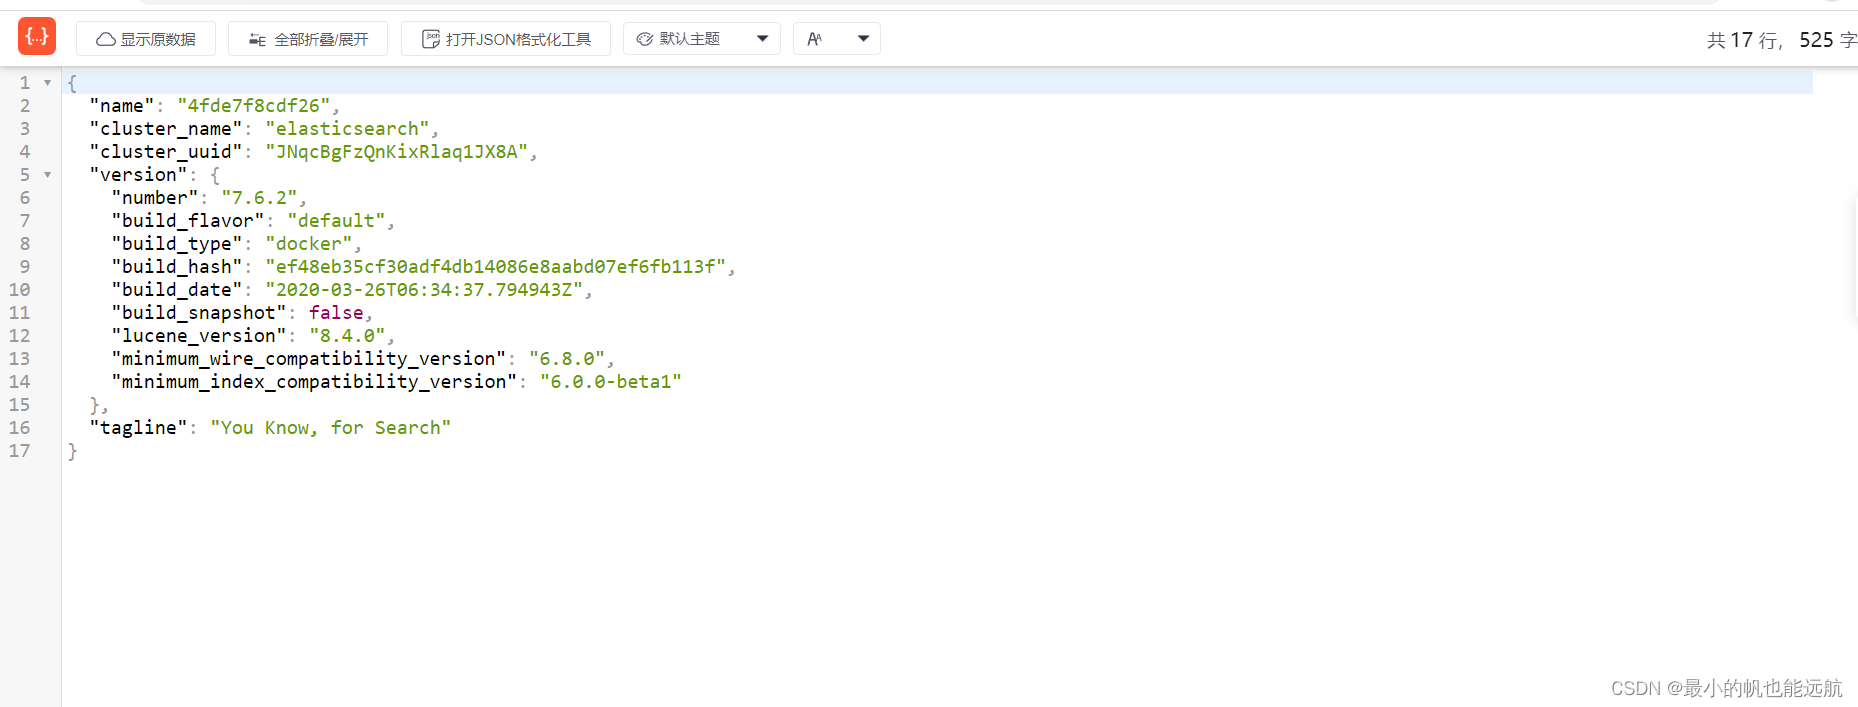 {...} 显示原数据 全部折叠/展开 打开JSON格式化工具 默认主题 AA 共 17 行， 525 字
1 {
2 "name": "4fde7f8cdf26",
3 "cluster_name": "elasticsearch",
4 "cluster_uuid": "JNqcBgFzQnKixRlaq1JX8A",
5 "version": {
6 "number": "7.6.2",
7 "build_flavor": "default",
8 "build_type": "docker",
9 "build_hash": "ef48eb35cf30adf4db14086e8aabd07ef6fb113f",
10 "build_date": "2020-03-26T06:34:37.794943Z",
11 "build_snapshot": false,
12 "lucene_version": "8.4.0",
13 "minimum_wire_compatibility_version": "6.8.0",
14 "minimum_index_compatibility_version": "6.0.0-beta1"
15 },
16 "tagline": "You Know, for Search"
17 }
CSDN @最小的帆也能远航